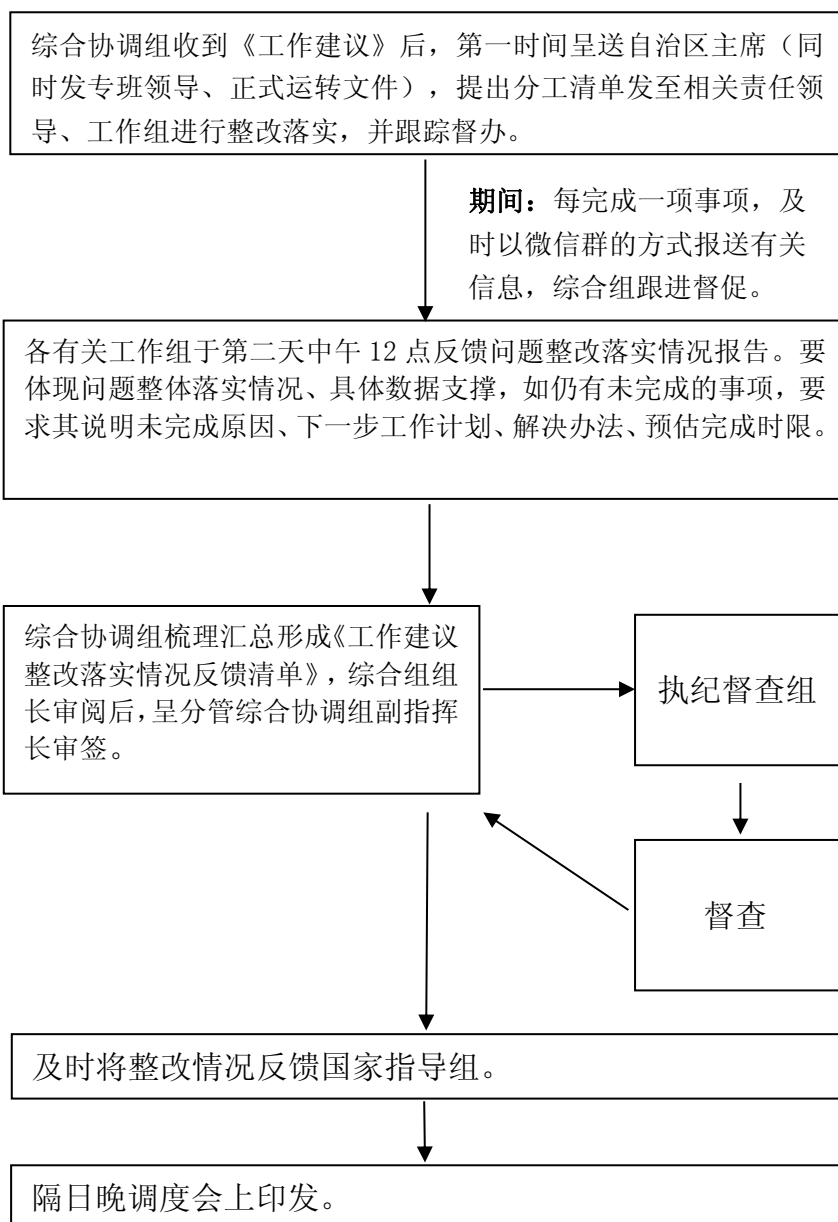 综合协调组收到《工作建议》后，第一时间呈送自治区主席（同
时发专班领导、正式运转文件），提出分工清单发至相关责任领
导、工作组进行整改落实，并跟踪督办。
期间：每完成一项事项，及
时以微信群的方式报送有关
信息，综合组跟进督促。
各有关工作组于第二天中午 12 点反馈问题整改落实情况报告。要
体现问题整体落实情况、具体数据支撑，如仍有未完成的事项，要
求其说明未完成原因、下一步工作计划、解决办法、预估完成时限。
综合协调组梳理汇总形成《工作建议
整改落实情况反馈清单》，综合组组
长审阅后，呈分管综合协调组副指挥
长审签。
执纪督查组
督查
及时将整改情况反馈国家指导组。
隔日晚调度会上印发。